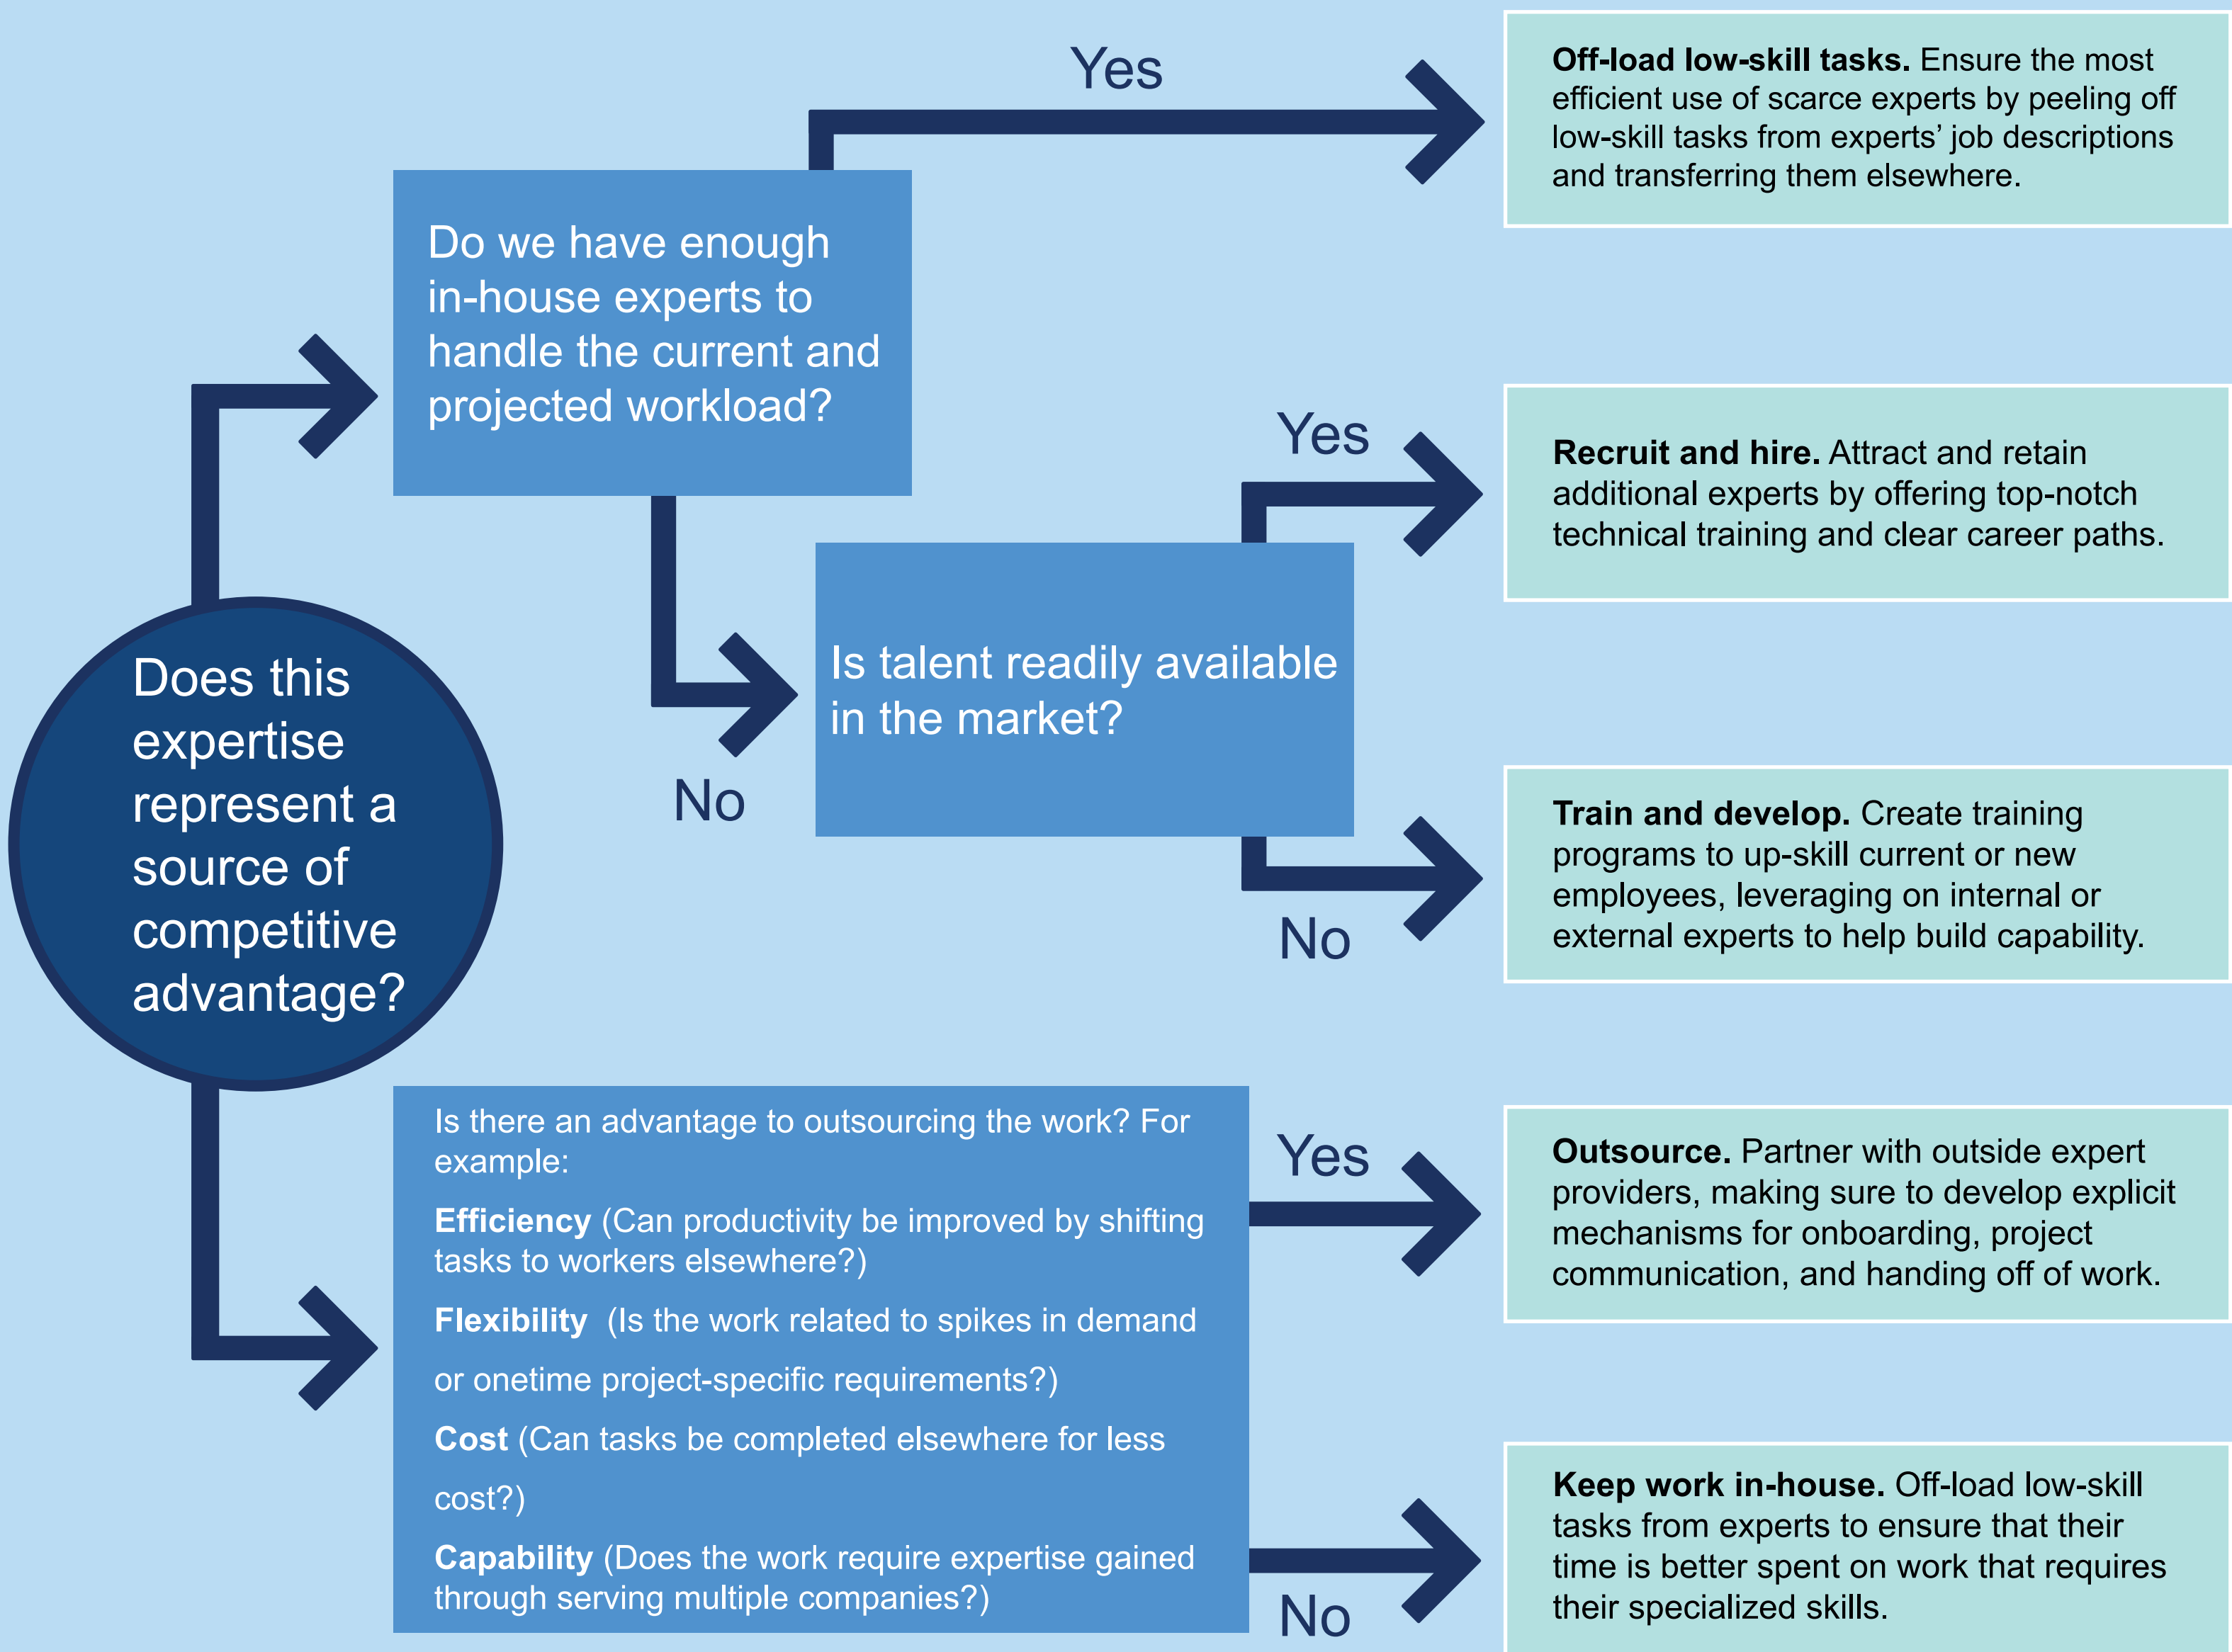 Does this
expertise
represent a
source of
competitive
advantage?
Do we have enough
in-house experts to
handle the current and
projected workload?
Yes
Off-load low-skill tasks. Ensure the most
efficient use of scarce experts by peeling off
low-skill tasks from experts’ job descriptions
and transferring them elsewhere.
No
Is talent readily available
in the market?
Yes
Recruit and hire. Attract and retain
additional experts by offering top-notch
technical training and clear career paths.
No
Train and develop. Create training
programs to up-skill current or new
employees, leveraging on internal or
external experts to help build capability.
Is there an advantage to outsourcing the work? For
example:
Efficiency (Can productivity be improved by shifting
tasks to workers elsewhere?)
Flexibility (Is the work related to spikes in demand
or onetime project-specific requirements?)
Cost (Can tasks be completed elsewhere for less
cost?)
Capability (Does the work require expertise gained
through serving multiple companies?)
Yes
Outsource. Partner with outside expert
providers, making sure to develop explicit
mechanisms for onboarding, project
communication, and handing off of work.
No
Keep work in-house. Off-load low-skill
tasks from experts to ensure that their
time is better spent on work that requires
their specialized skills.